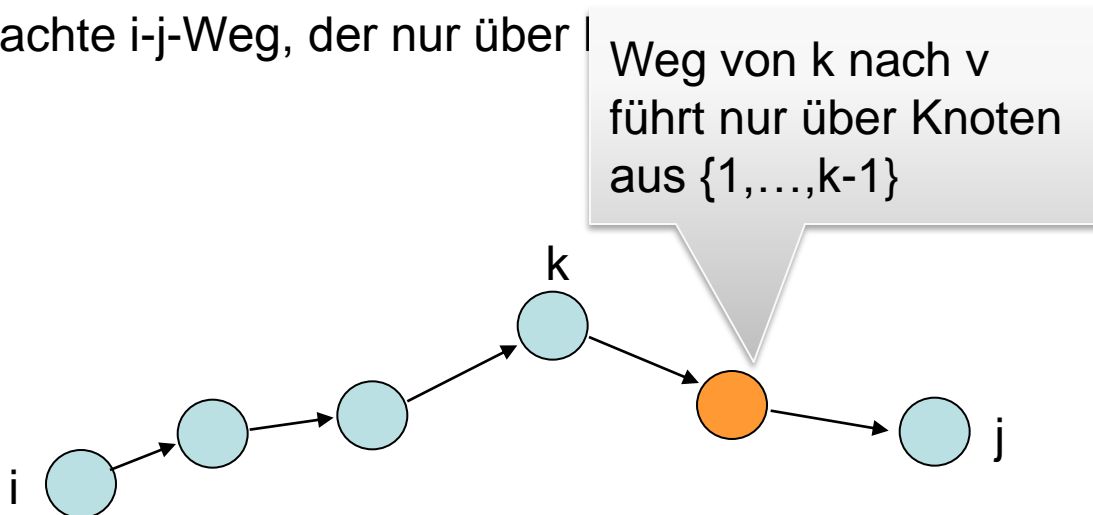 achte i-j-Weg, der nur über
Weg von k nach v
führt nur über Knoten
aus {1,…,k-1}
k
j
i